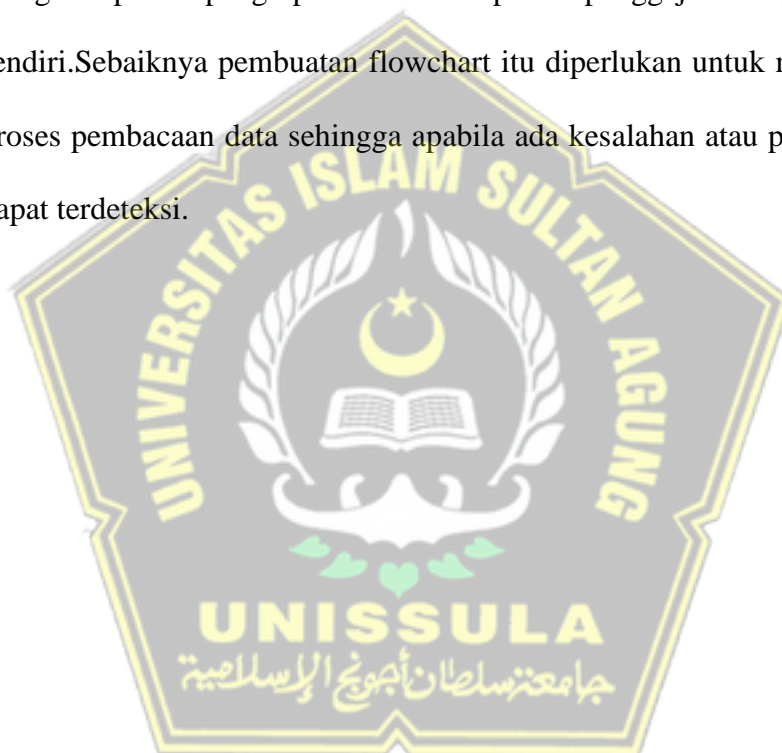 endiri.Sebaiknya pembuatan flowchart itu diperlukan untuk
roses pembacaan data sehingga apabila ada kesalahan atau p
apat terdeteksi.
UNIVERSITAS ISLAM SULTAN AGUNG
UNISSULA
جامعة سلطان أجونج الإسلامية